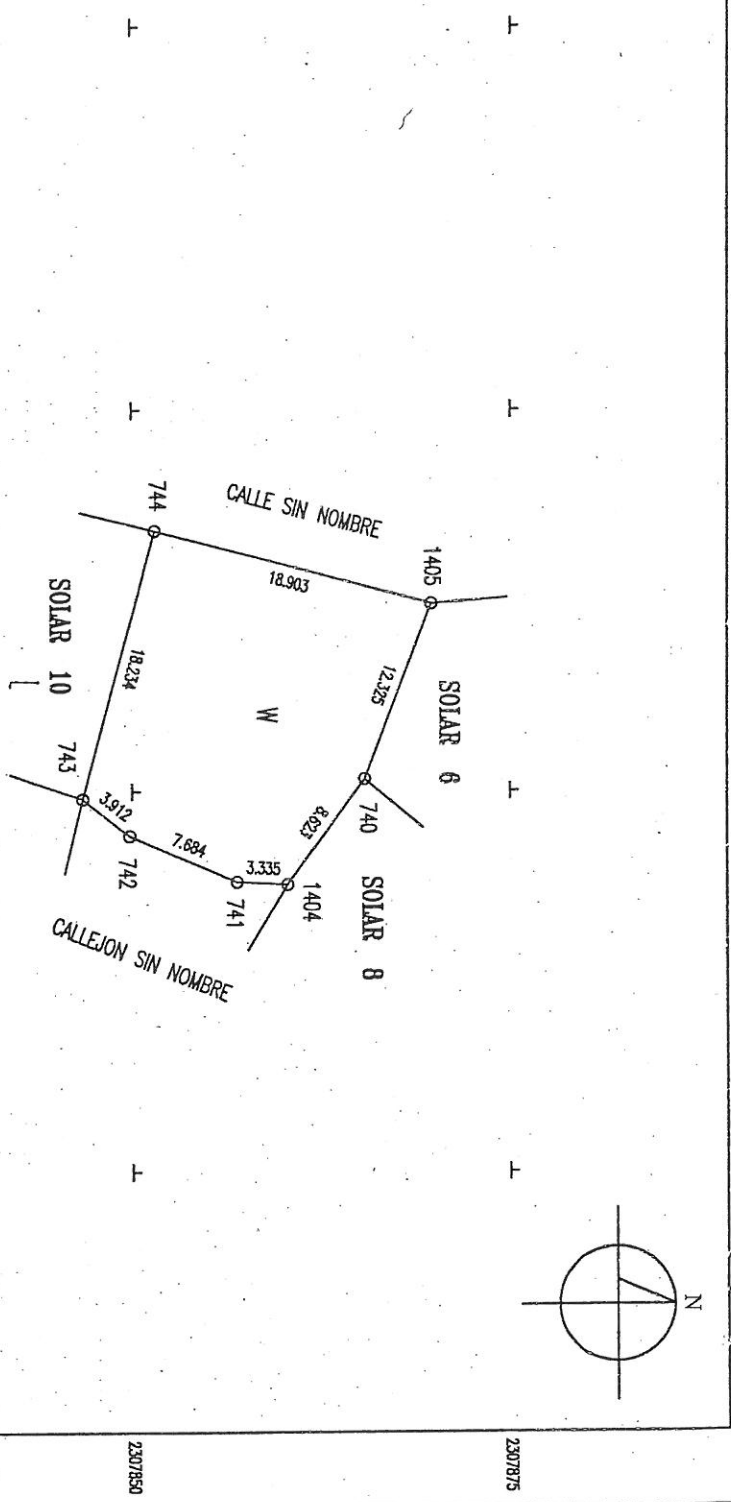 N
2307875
SOLAR 6
1405
12.325
740
SOLAR 8
CALLE SIN NOMBRE
8.623
1404
18.903
W
3.335
741
7.684
CALLEJON SIN NOMBRE
744
18.234
2307850
742
3.912
743
SOLAR 10